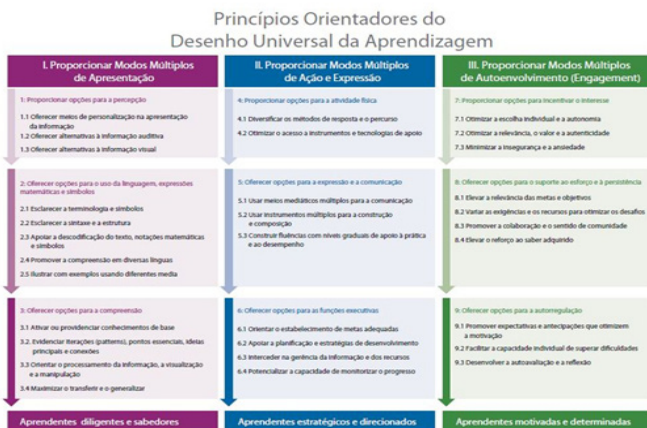 Princípios Orientadores do
Desenho Universal da Aprendizagem
I. Proporcionar Modos Múltiplos
de Apresentação
1: Proporcionar opções para a percepção
1.1 Oferecer meios de personalização na apresentação
da informação
1.2 Oferecer alternativas à informação auditiva
1.3 Oferecer alternativas à informação visual
2: Oferecer opções para o uso da linguagem, expressões
matemáticas e símbolos
2.1 Esclarecer a terminologia e símbolos
2.2 Esclarecer a sintaxe e a estrutura
2.3 Apoiar a descodificação do texto, notações matemáticas
e símbolos
2.4 Promover a compreensão em diversas línguas
2.5 Ilustrar com exemplos usando diferentes media
3: Oferecer opções para a compreensão
3.1 Ativar ou providenciar conhecimentos de base
3.2. Evidenciar iterações (patterns), pontos essenciais, ideias
principais e conexões
3.3 Orientar o processamento da informação, a visualização
e a manipulação
3.4 Maximizar o transferir e o generalizar
Aprendentes diligentes e sabedores
II. Proporcionar Modos Múltiplos
de Ação e Expressão
4: Proporcionar opções para a atividade física
4.1 Diversificar os métodos de resposta e o percurso
4.2 Otimizar o acesso a instrumentos e tecnologias de apoio
5: Oferecer opções para a expressão e a comunicação
5.1 Usar meios mediáticos múltiplos para a comunicação
5.2 Usar instrumentos múltiplos para a construção
e composição
5.3 Construir fluências com níveis graduais de apoio à prática
e ao desempenho
6: Oferecer opções para as funções executivas
6.1 Orientar o estabelecimento de metas adequadas
6.2 Apoiar a planificação e estratégias de desenvolvimento
6.3 Interceder na gerência da informação e dos recursos
6.4 Potencializar a capacidade de monitorizar o progresso
Aprendentes estratégicos e direcionados
III. Proporcionar Modos Múltiplos
de Autoenvolvimento (Engagement)
7: Proporcionar opções para incentivar o interesse
7.1 Otimizar a escolha individual e a autonomia
7.2 Otimizar a relevância, o valor e a autenticidade
7.3 Minimizar a insegurança e a ansiedade
8: Oferecer opções para o suporte ao esforço e à persistência
8.1 Elevar a relevância das metas e objetivos
8.2 Variar as exigências e os recursos para otimizar os desafios
8.3 Promover a colaboração e o sentido de comunidade
8.4 Elevar o reforço ao saber adquirido
9: Oferecer opções para a autorregulação
9.1 Promover expectativas e antecipações que otimizem
a motivação
9.2 Facilitar a capacidade individual de superar dificuldades
9.3 Desenvolver a autoavaliação e a reflexão
Aprendentes motivadas e determinadas